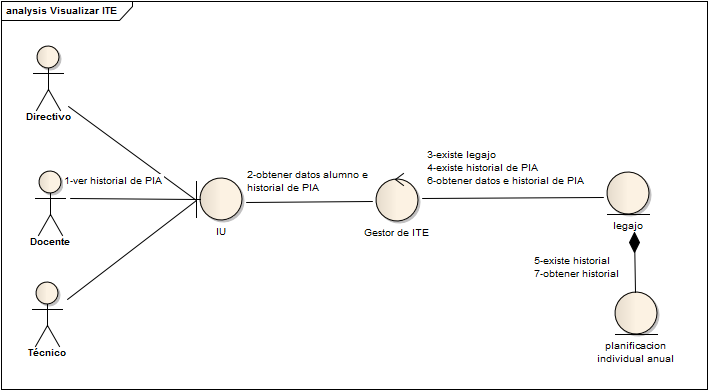 analysis Visualizar ITE
Directivo
1-ver historial de PIA
Docente
Técnico
IU
2-obtener datos alumno e
historial de PIA
Gestor de ITE
3-existe legajo
4-existe historial de PIA
6-obtener datos e historial de PIA
legajo
5-existe historial
7-obtener historial
planificacion
individual anual